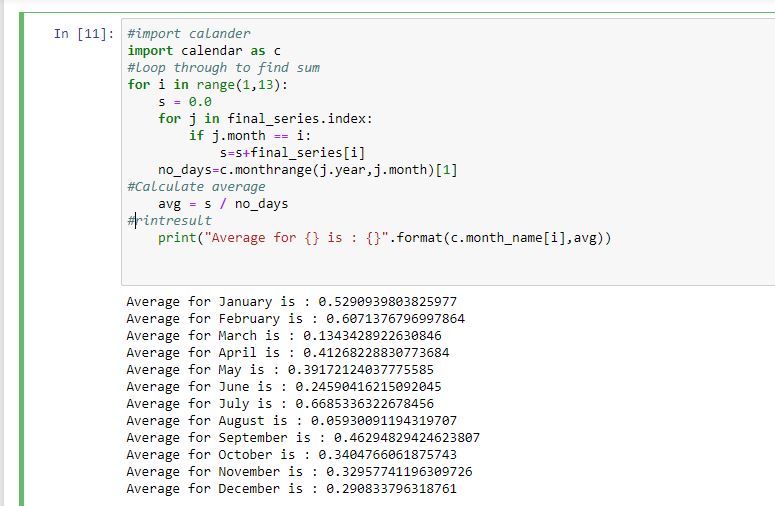 In [11]: #import calander
import calendar as c
#Loop through to find sum
for i in range(1,13):
    s = 0.0
    for j in final_series.index:
        if j.month == i:
            s=s+final_series[i]
    no_days=c.monthrange(j.year,j.month)[1]
#Calculate average
    avg = s / no_days
#rintresult
    print("Average for {} is : {}".format(c.month_name[i],avg))
Average for January is : 0.5290939803825977
Average for February is : 0.6071376796997864
Average for March is : 0.1343428922630846
Average for April is : 0.41268228830773684
Average for May is : 0.39172124037775585
Average for June is : 0.24590416215092045
Average for July is : 0.6685336322678456
Average for August is : 0.05930091194319707
Average for September is : 0.46294829424623807
Average for October is : 0.3404766061875743
Average for November is : 0.32957741196309726
Average for December is : 0.290833796318761